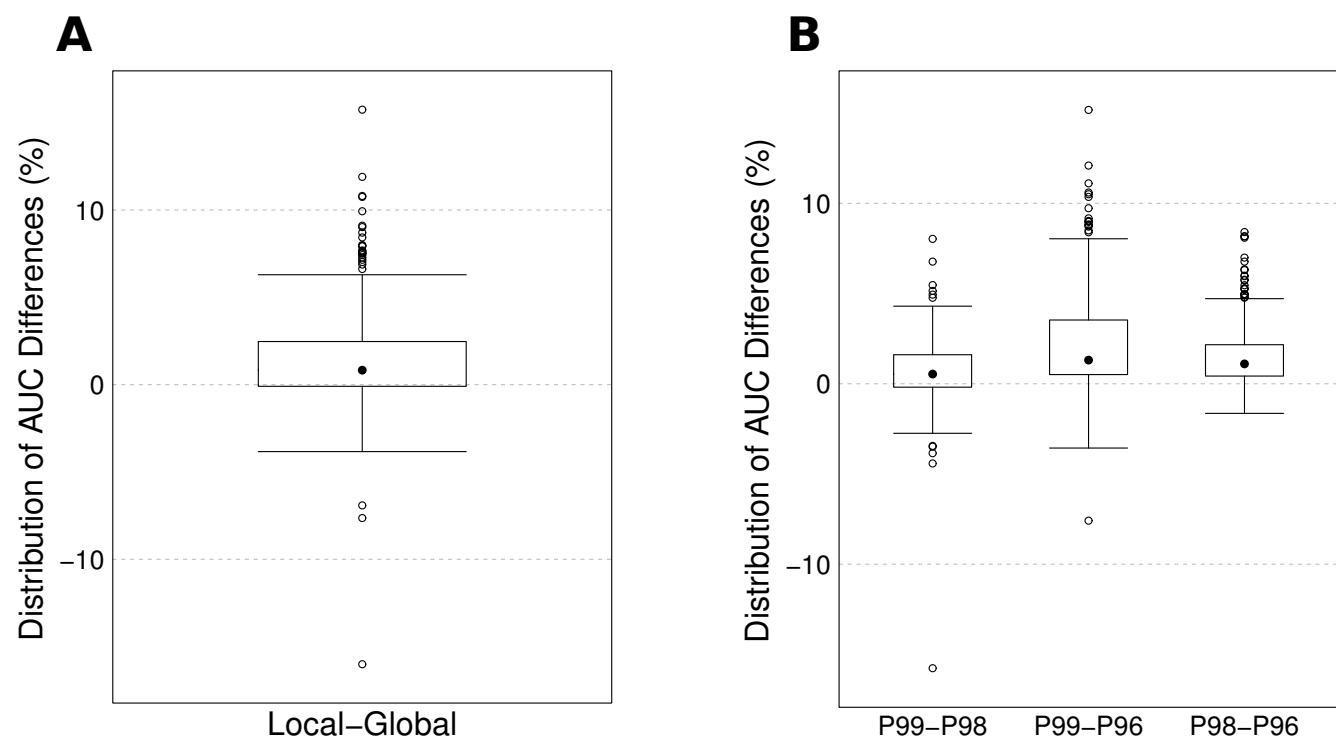 A
Distribution of AUC Differences (%)
10
0
−10
Local−Global
B
Distribution of AUC Differences (%)
10
0
−10
P99−P98 P99−P96 P98−P96